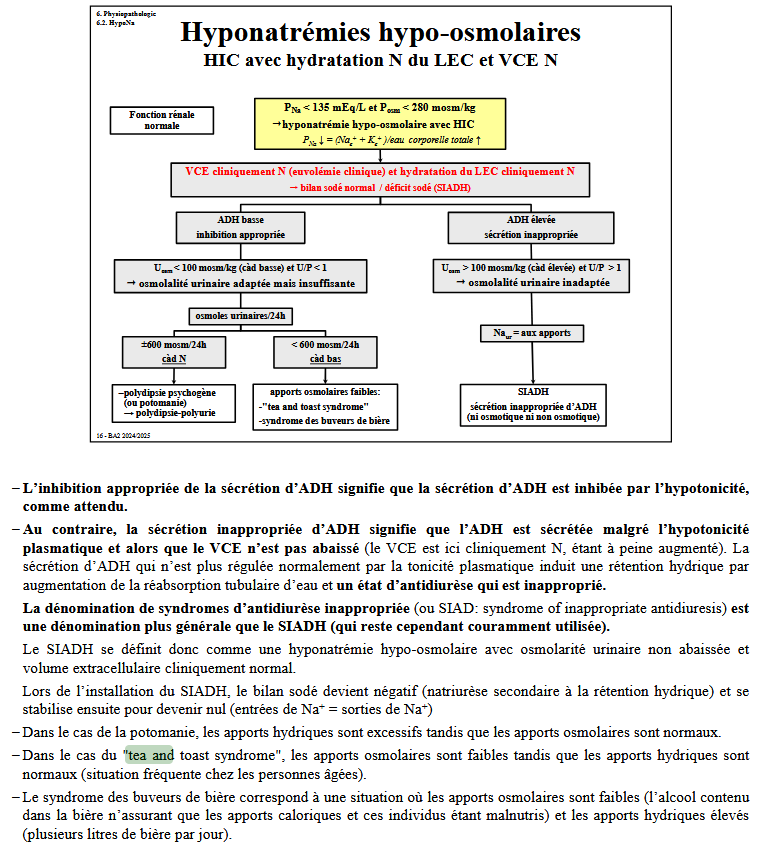 6. Physiopathologie
6.2. HypoNa
Hyponatrémies hypo-osmolaires
HIC avec hydratation N du LEC et VCE N
Fonction rénale
normale
PNa < 135 mEq/L et Posm < 280 mosm/kg
→hyponatrémie hypo-osmolaire avec HIC
PNa ↓ = (Nae+ + Ke+ )/eau corporelle totale ↑
VCE cliniquement N (euvolémie clinique) et hydratation du LEC cliniquement N
→ bilan sodé normal / déficit sodé (SIADH)
ADH basse
inhibition appropriée
ADH élevée
sécrétion inappropriée
Uosm < 100 mosm/kg (càd basse) et U/P < 1
→ osmolalité urinaire adaptée mais insuffisante
Uosm > 100 mosm/kg (càd élevée) et U/P > 1
→ osmolalité urinaire inadaptée
osmoles urinaires/24h
Naur = aux apports
±600 mosm/24h
càd N
< 600 mosm/24h
càd bas
–polydipsie psychogène
(ou potomanie)
→ polydipsie-polyurie
apports osmolaires faibles:
-"tea and toast syndrome"
-syndrome des buveurs de bière
SIADH
sécrétion inappropriée d’ADH
(ni osmotique ni non osmotique)
16 - BA2 2024/2025
– L’inhibition appropriée de la sécrétion d’ADH signifie que la sécrétion d’ADH est inhibée par l’hypotonicité,
comme attendu.
– Au contraire, la sécrétion inappropriée d’ADH signifie que l’ADH est sécrétée malgré l’hypotonicité
plasmatique et alors que le VCE n’est pas abaissé (le VCE est ici cliniquement N, étant à peine augmenté). La
sécrétion d’ADH qui n’est plus régulée normalement par la tonicité plasmatique induit une rétention hydrique par
augmentation de la réabsorption tubulaire d’eau et un état d’antidiurèse qui est inapproprié.
La dénomination de syndromes d’antidiurèse inappropriée (ou SIAD: syndrome of inappropriate antidiuresis) est
une dénomination plus générale que le SIADH (qui reste cependant couramment utilisée).
Le SIADH se définit donc comme une hyponatrémie hypo-osmolaire avec osmolarité urinaire non abaissée et
volume extracellulaire cliniquement normal.
Lors de l’installation du SIADH, le bilan sodé devient négatif (natriurèse secondaire à la rétention hydrique) et se
stabilise ensuite pour devenir nul (entrées de Na+ = sorties de Na+)
– Dans le cas de la potomanie, les apports hydriques sont excessifs tandis que les apports osmolaires sont normaux.
– Dans le cas du "tea and toast syndrome", les apports osmolaires sont faibles tandis que les apports hydriques sont
normaux (situation fréquente chez les personnes âgées).
– Le syndrome des buveurs de bière correspond à une situation où les apports osmolaires sont faibles (l’alcool contenu
dans la bière n’assurant que les apports caloriques et ces individus étant malnutris) et les apports hydriques élevés
(plusieurs litres de bière par jour).